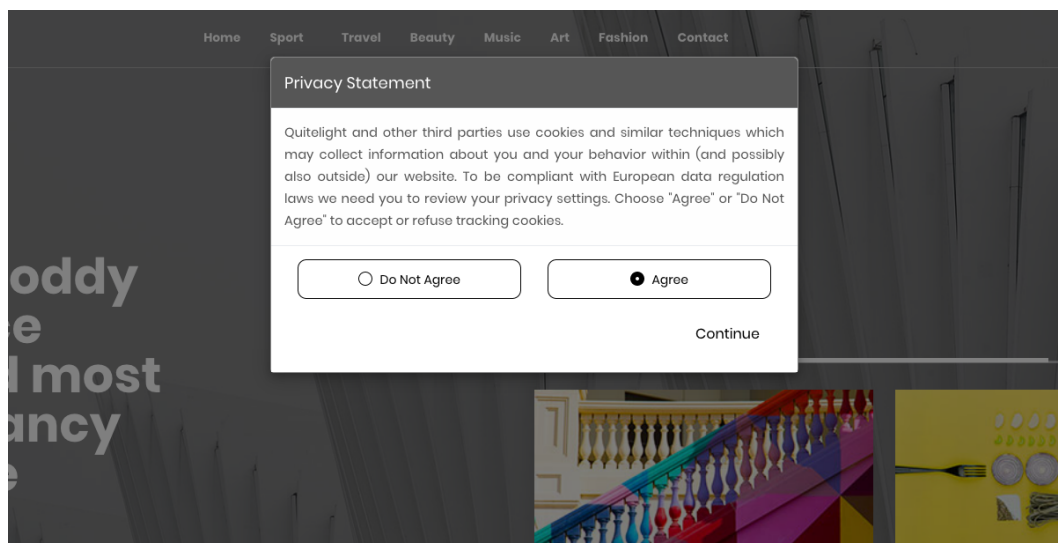 Home Sport Travel Beauty Music Art Fashion Contact
Privacy Statement
Quitelight and other third parties use cookies and similar techniques which
may collect information about you and your behavior within (and possibly
also outside) our website. To be compliant with European data regulation
laws we need you to review your privacy settings. Choose "Agree" or "Do Not
Agree" to accept or refuse tracking cookies.
Do Not Agree Agree
Continue
oddy
most
ancy